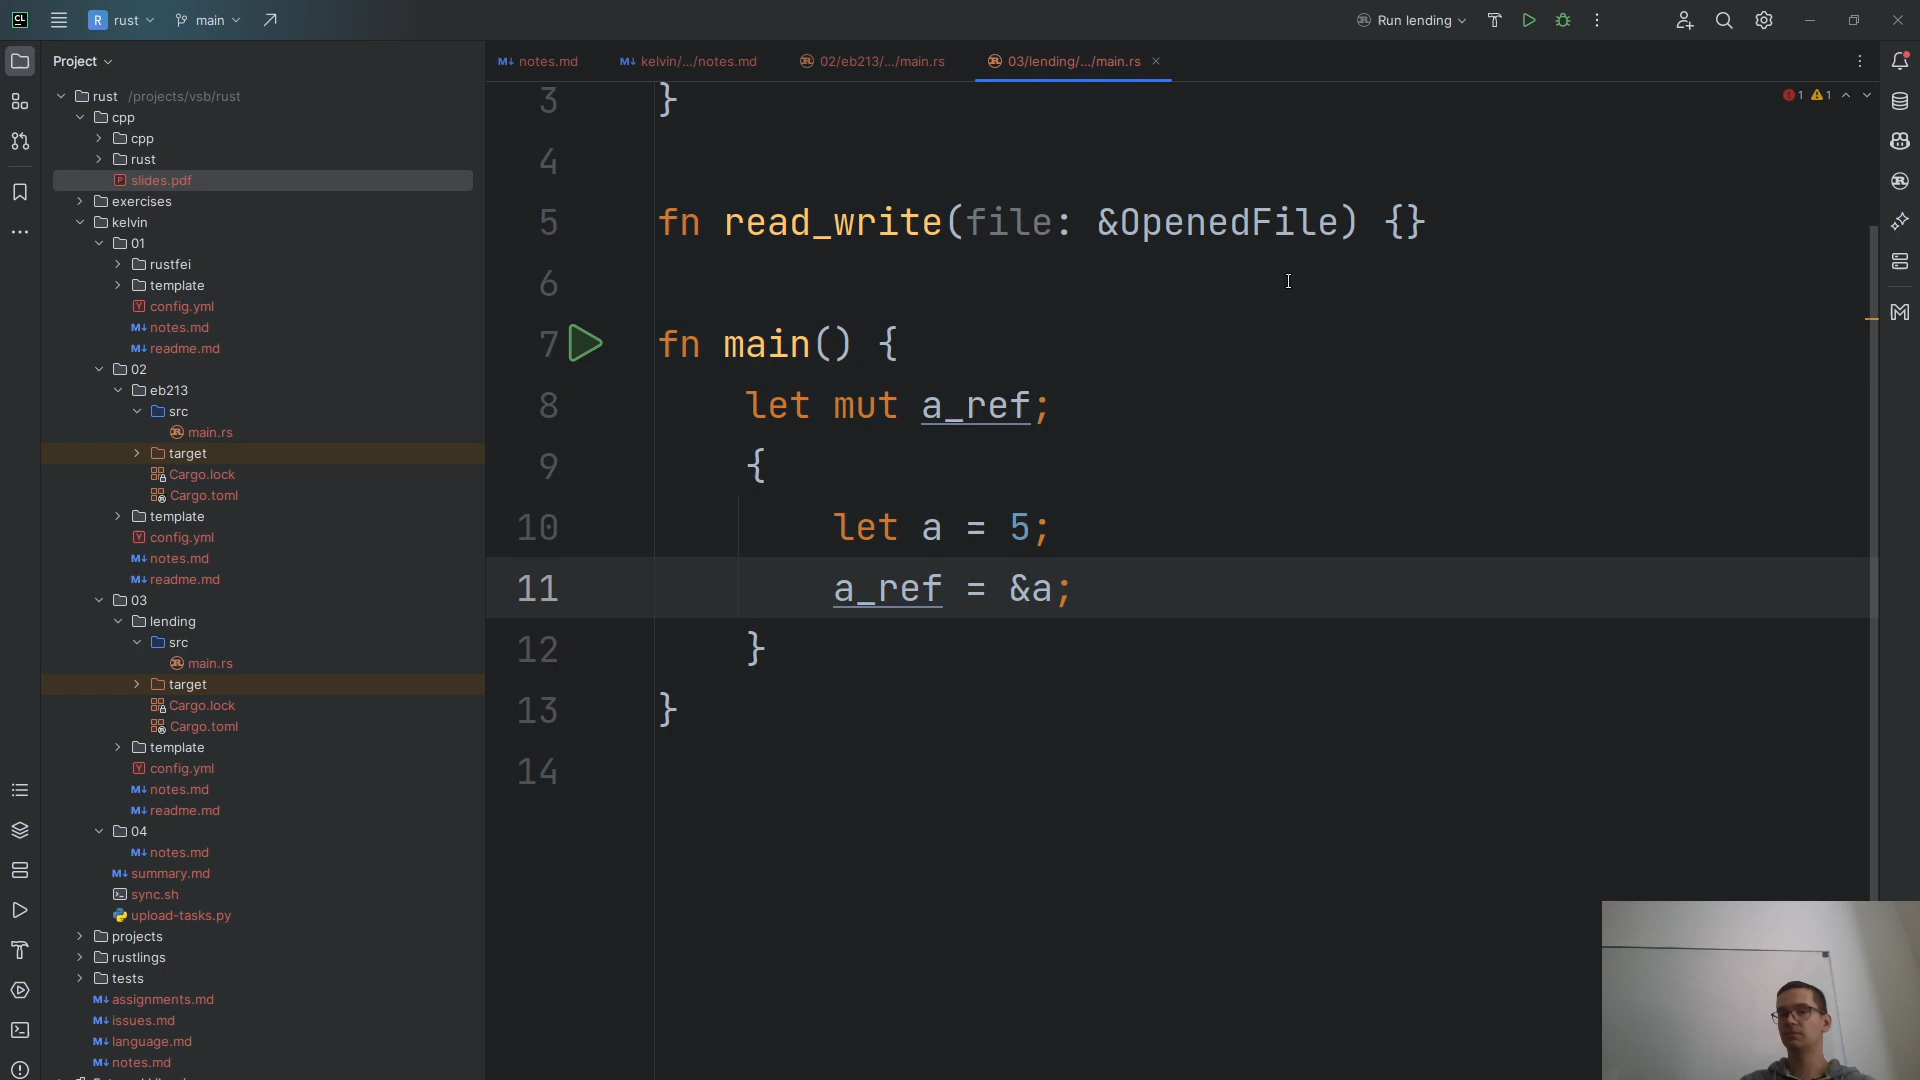 CL
R rust
main
Run lending
Project
notes.md
kelvin/.../notes.md
02/eb213/.../main.rs
03/lending/.../main.rs
1 1
rust /projects/vsb/rust
cpp
cpp
rust
slides.pdf
exercises
kelvin
01
rustfei
template
config.yml
notes.md
readme.md
02
eb213
src
main.rs
target
Cargo.lock
Cargo.toml
template
config.yml
notes.md
readme.md
03
lending
src
main.rs
target
Cargo.lock
Cargo.toml
template
config.yml
notes.md
readme.md
04
notes.md
summary.md
sync.sh
upload-tasks.py
projects
rustlings
tests
assignments.md
issues.md
language.md
notes.md
3 }
4
5 fn read_write(file: &OpenedFile) {}
6
7 fn main() {
8 let mut a_ref;
9 {
10 let a = 5;
11 a_ref = &a;
12 }
13 }
14